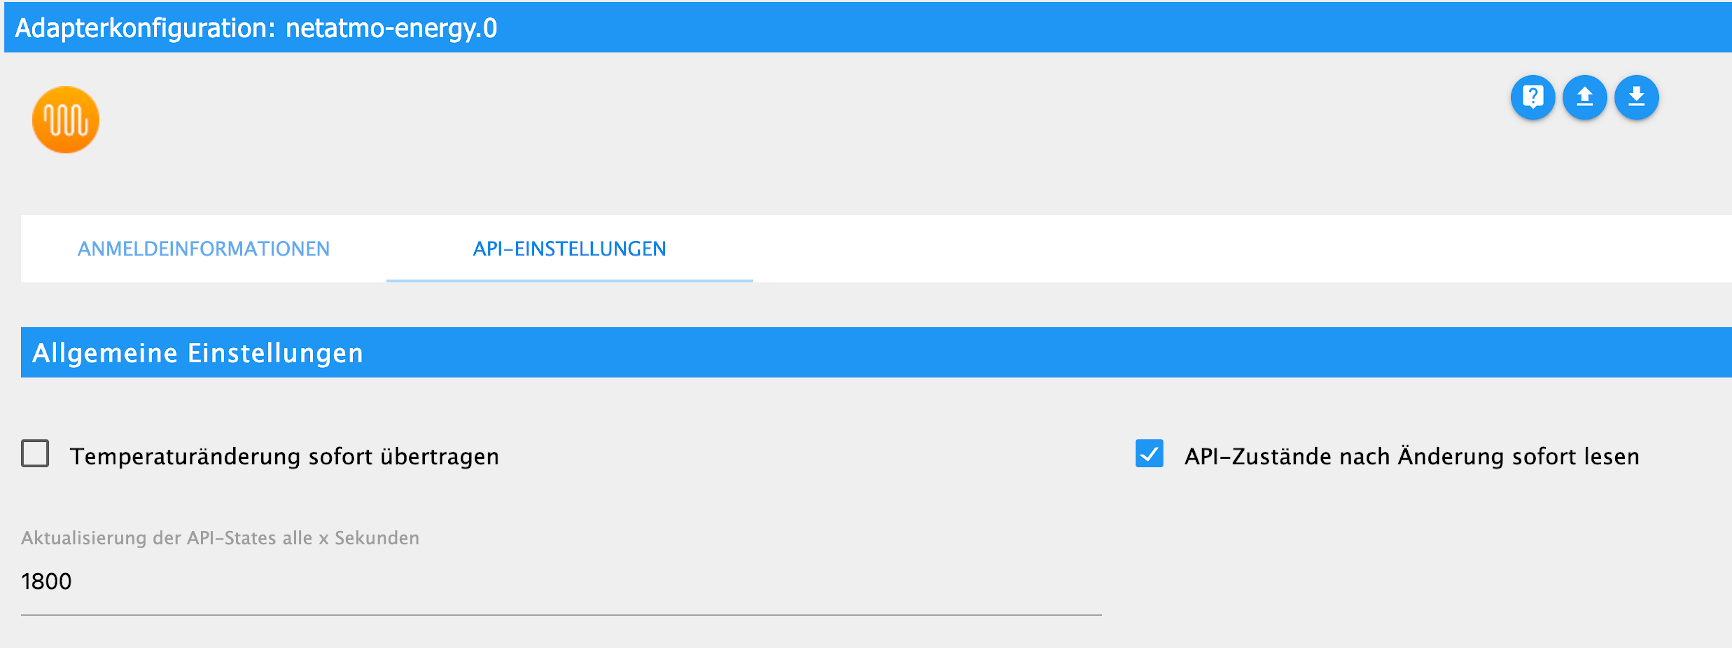 Adapterkonfiguration: netatmo-energy.0
ANMELDEINFORMATIONEN
API-EINSTELLUNGEN
Allgemeine Einstellungen
Temperaturänderung sofort übertragen
API-Zustände nach Änderung sofort lesen
Aktualisierung der API-States alle x Sekunden
1800